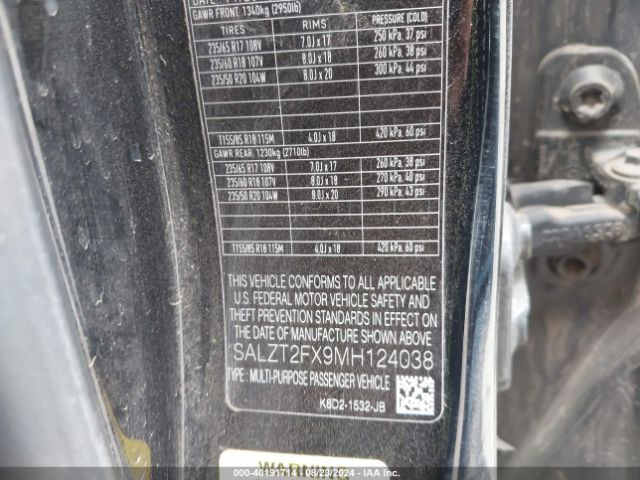 GAWR FRONT 1340kg (2950lb)
TIRES RIMS PRESSURE (COLD)
235/65 R17 108V 7.0J x 17 250 kPa, 37 psi
235/60 R18 107V 8.0J x 18 260 kPa, 38 psi
235/50 R20 104W 8.0J x 20 300 kPa, 44 psi
T155/85 R18 115M 4.0J x 18 420 kPa, 60 psi
GAWR REAR. 1230kg (2710lb)
235/65 R17 108V 7.0J x 17 260 kPa, 38 psi
235/60 R18 107V 8.0J x 18 270 kPa, 40 psi
235/50 R20 104W 8.0J x 20 290 kPa, 43 psi
T155/85 R18 115M 4.0J x 18 420 kPa, 60 psi
THIS VEHICLE CONFORMS TO ALL APPLICABLE
U.S. FEDERAL MOTOR VEHICLE SAFETY AND
THEFT PREVENTION STANDARDS IN EFFECT ON
THE DATE OF MANUFACTURE SHOWN ABOVE.
SALZT2FX9MH124038
TYPE: MULTI-PURPOSE PASSENGER VEHICLE
K8D2-1532-JB
WARNING
00-40191714 - 08/23/2024 - Copyright IAA Inc.